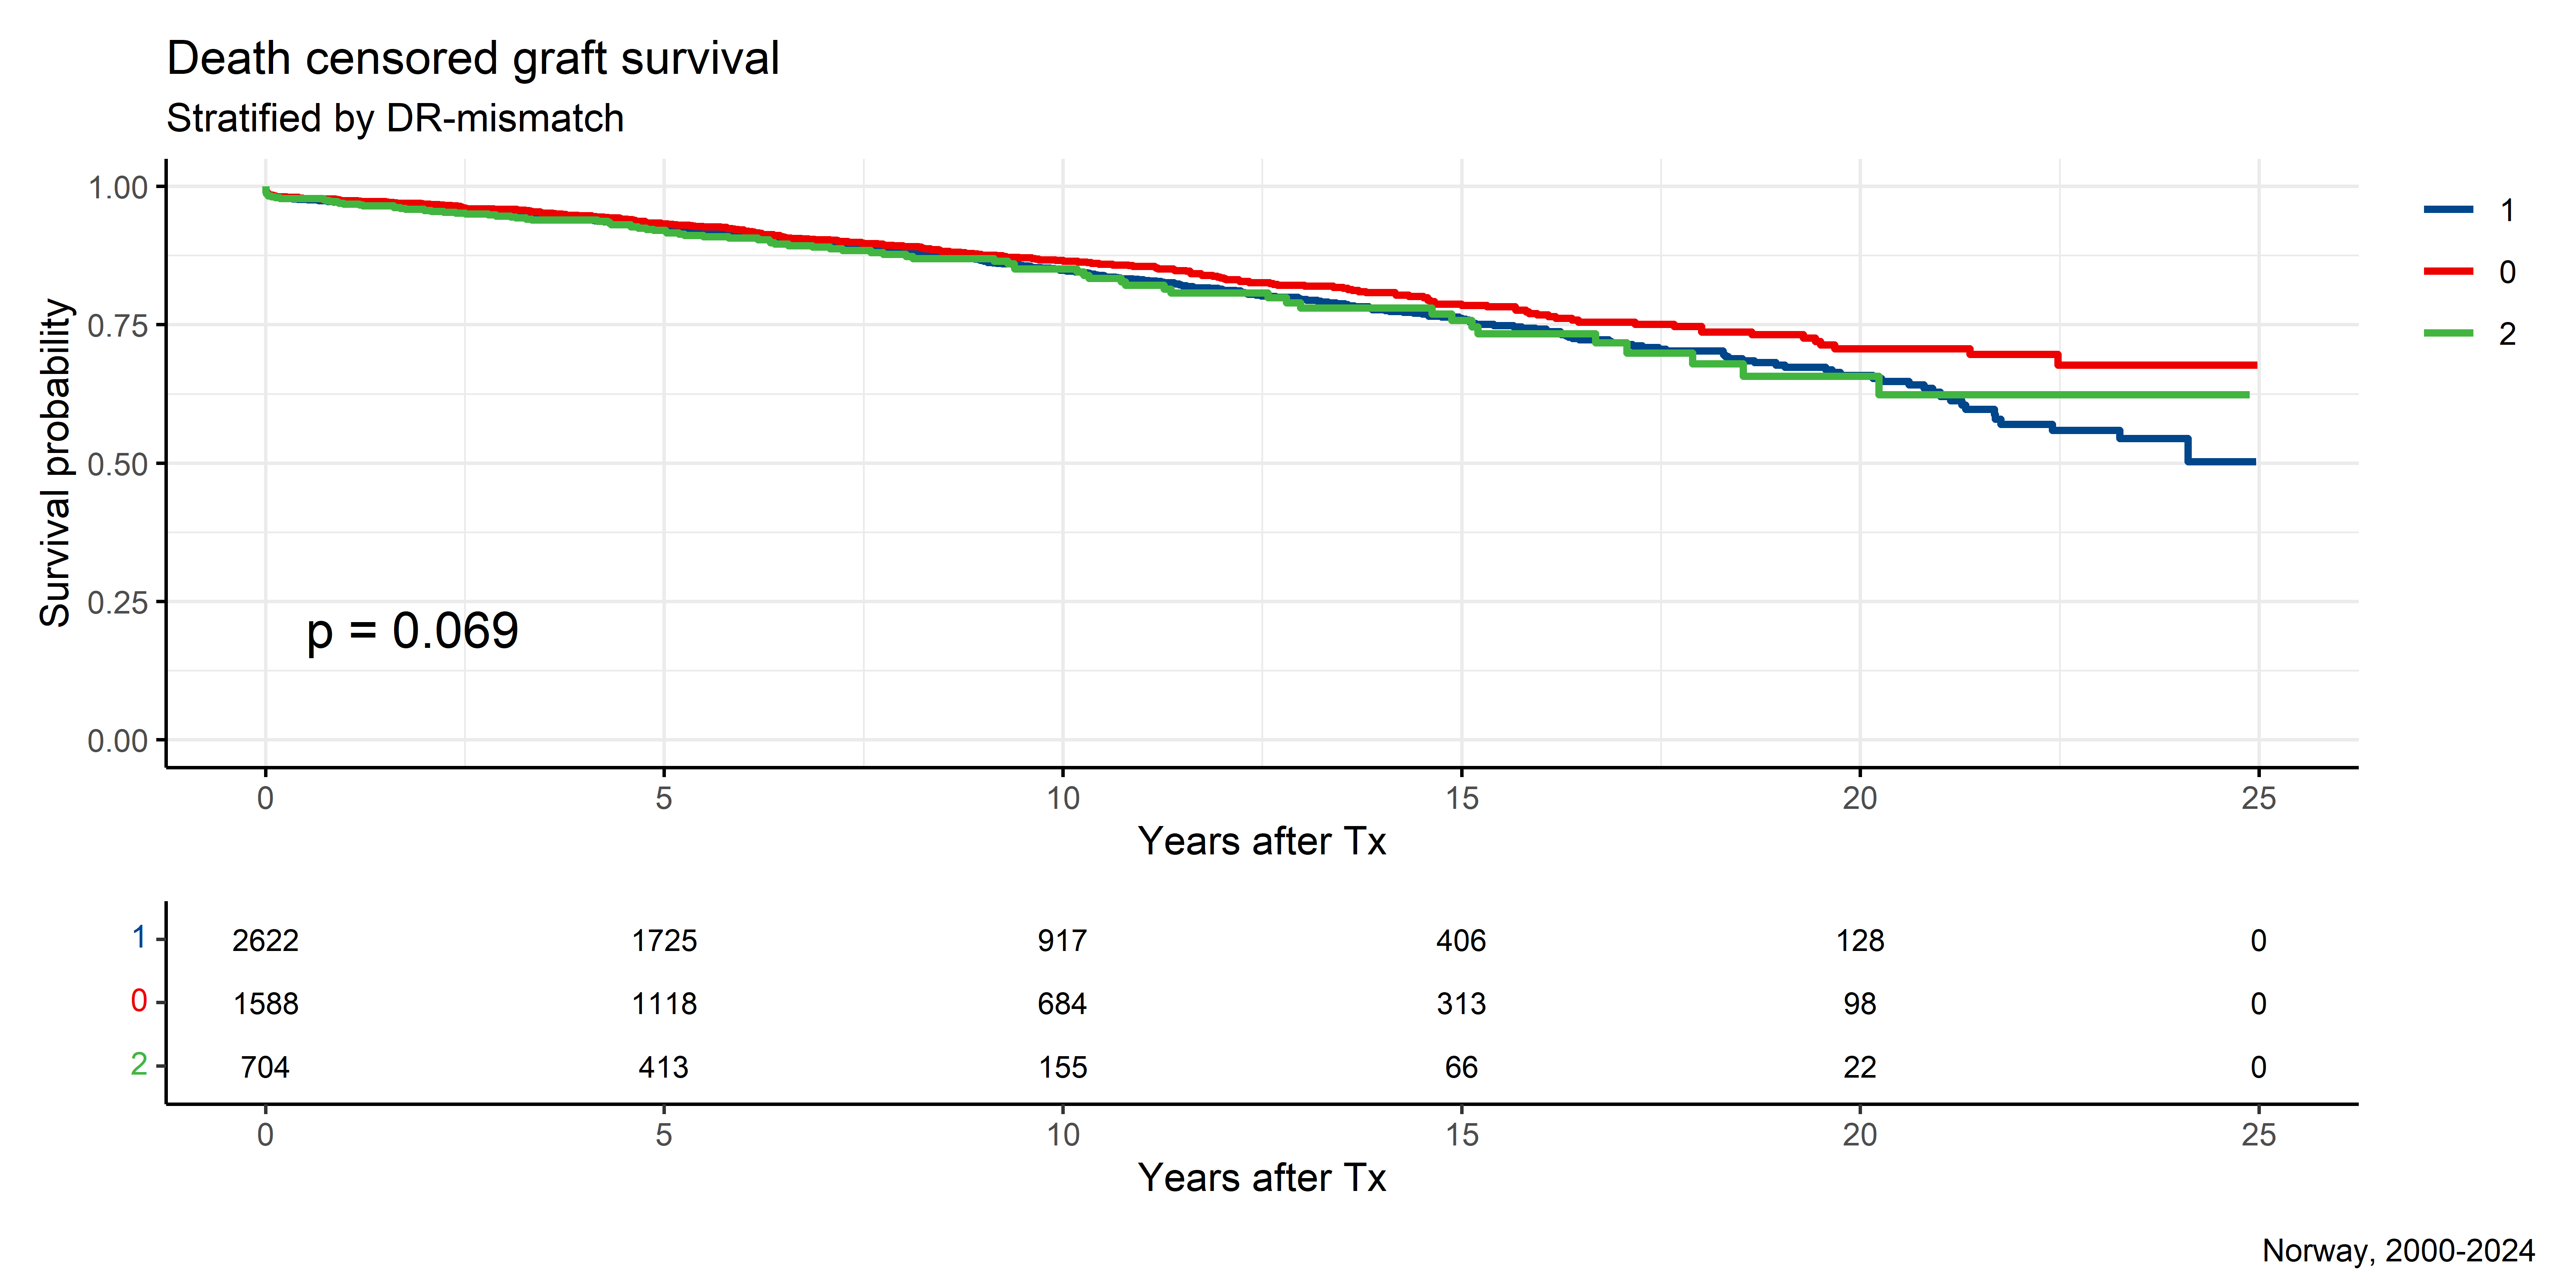 Death censored graft survival
Stratified by DR-mismatch
1.00
0.75
0.50
0.25
0.00
Survival probability
p = 0.069
0 5 10 15 20 25
Years after Tx
1
0
2
1 2622 1725 917 406 128 0
0 1588 1118 684 313 98 0
2 704 413 155 66 22 0
0 5 10 15 20 25
Years after Tx
Norway, 2000-2024